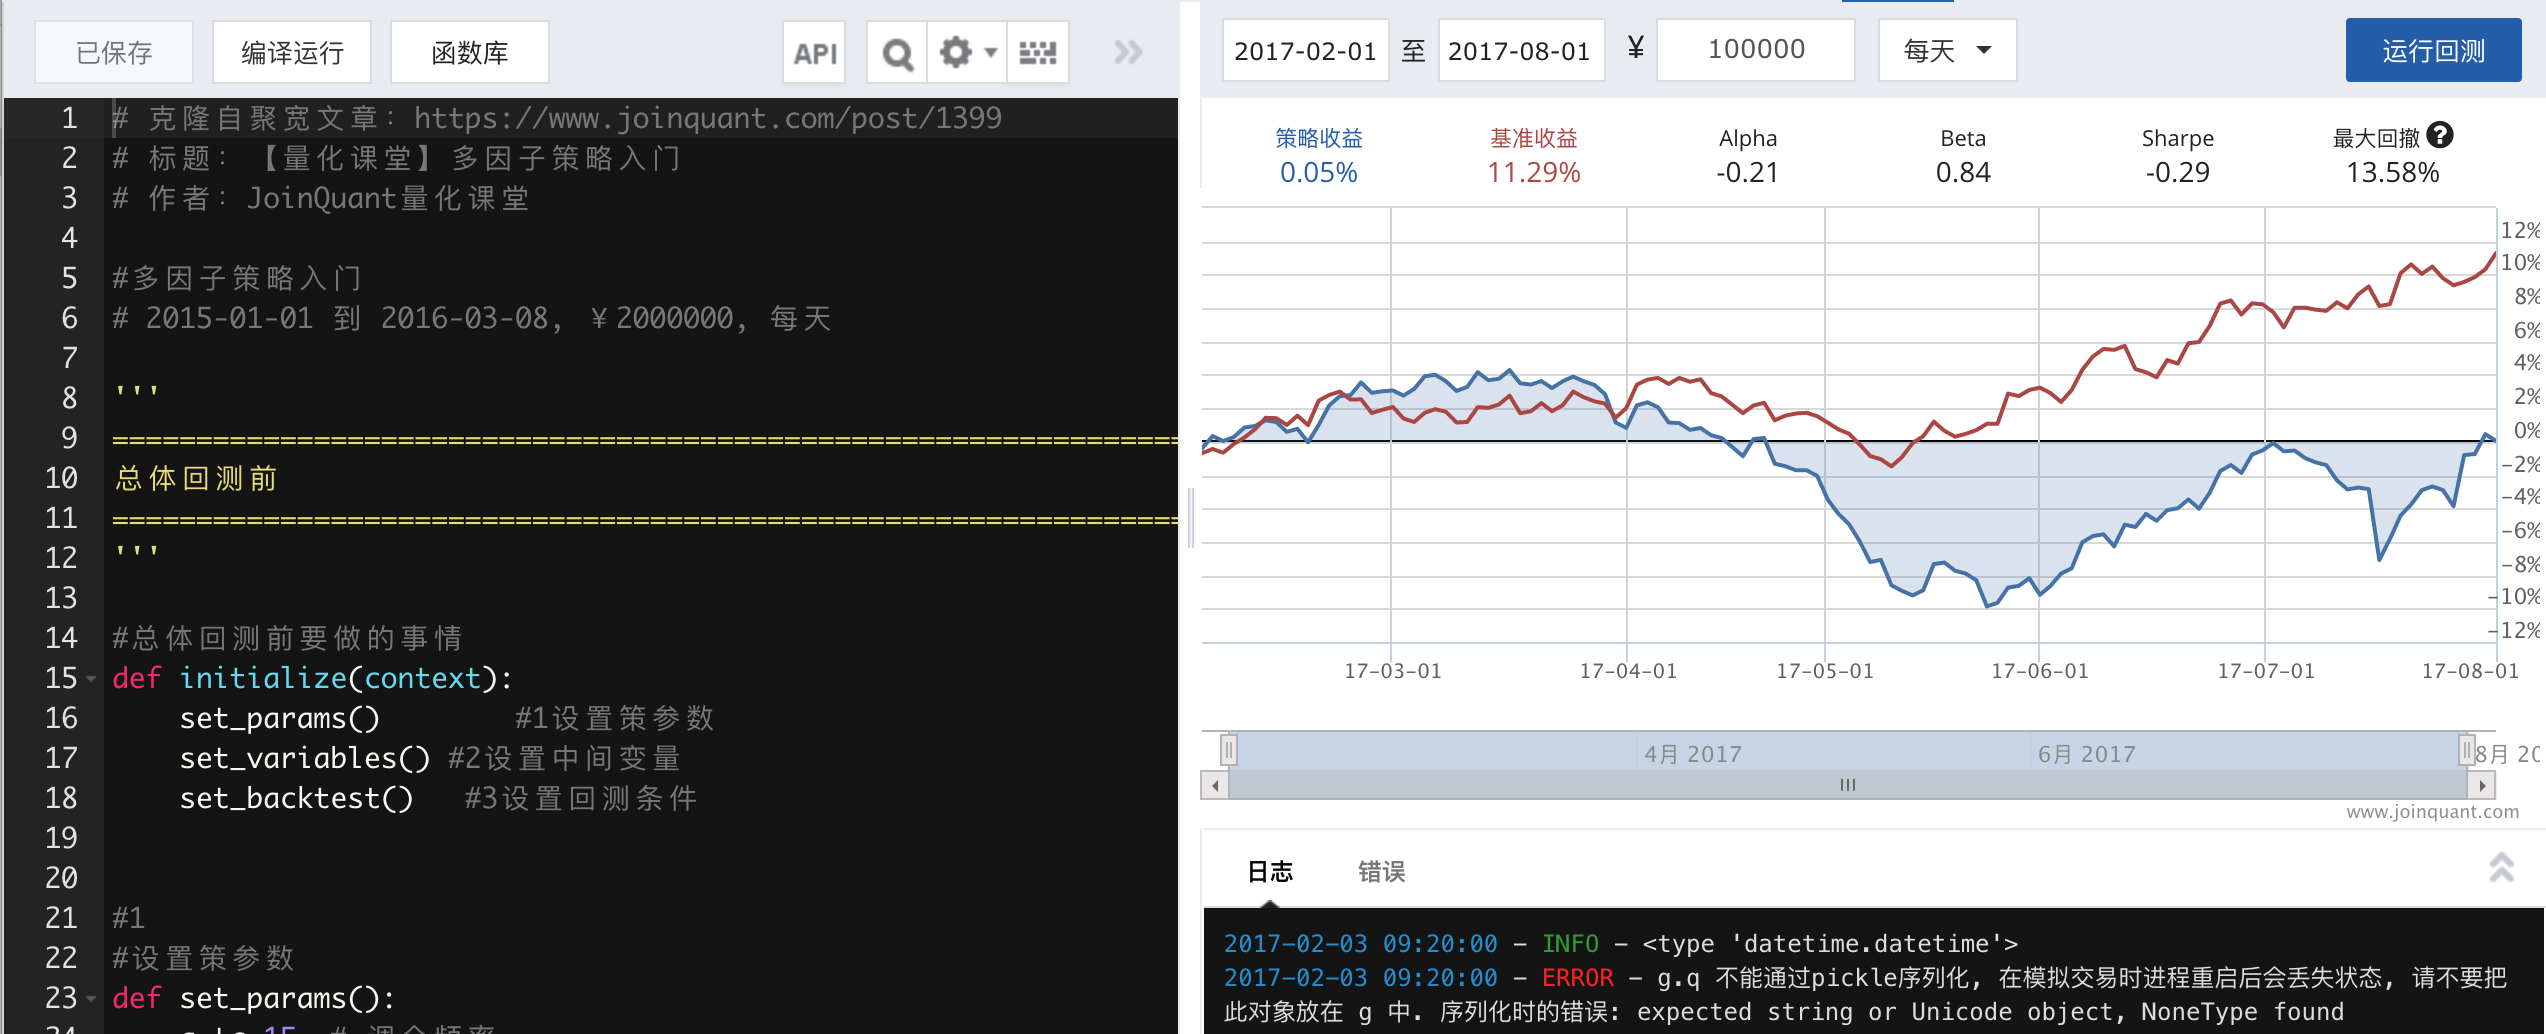 已保存 编译运行 函数库 API
1 # 克隆自聚宽文章：https://www.joinquant.com/post/1399
2 # 标题：【量化课堂】多因子策略入门
3 # 作者：JoinQuant量化课堂
4
5 #多因子策略入门
6 # 2015-01-01 到 2016-03-08, ￥2000000, 每天
7
8 '''
9 ================================================================
10 总体回测前
11 ================================================================
12 '''
13
14 #总体回测前要做的事情
15 def initialize(context):
16 set_params() #1设置策参数
17 set_variables() #2设置中间变量
18 set_backtest() #3设置回测条件
19
20
21 #1
22 #设置策参数
23 def set_params():
2017-02-01 至 2017-08-01 ￥ 100000 每天 运行回测
策略收益 基准收益 Alpha Beta Sharpe 最大回撤 ?
0.05% 11.29% -0.21 0.84 -0.29 13.58%
12%
10%
8%
6%
4%
2%
0%
-2%
-4%
-6%
-8%
-10%
-12%
17-03-01 17-04-01 17-05-01 17-06-01 17-07-01 17-08-01
4月 2017 6月 2017 8月 20
www.joinquant.com
日志 错误
2017-02-03 09:20:00 - INFO - <type 'datetime.datetime'>
2017-02-03 09:20:00 - ERROR - g.q 不能通过pickle序列化, 在模拟交易时进程重启后会丢失状态, 请不要把
此对象放在 g 中. 序列化时的错误: expected string or Unicode object, NoneType found